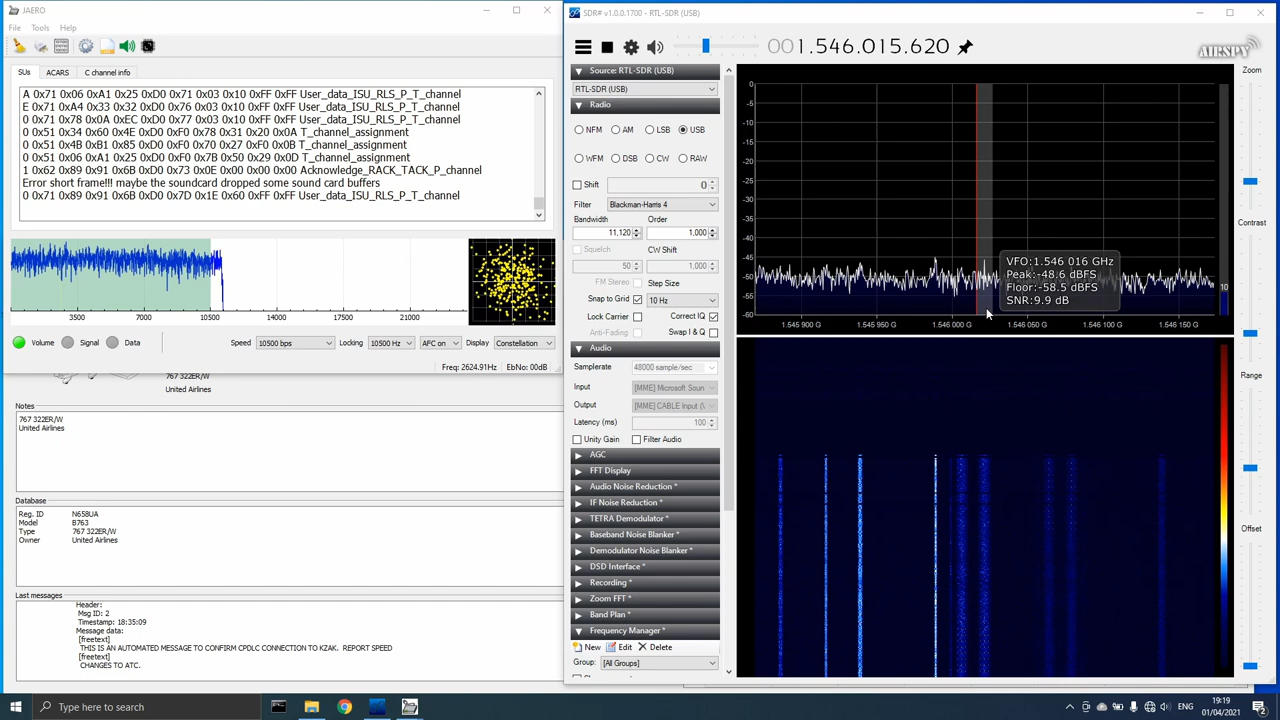 JAERO
File Tools Help
SUs ACARS C channel info
A 0x71 0x06 0xA1 0x25 0xD0 0x71 0x03 0x10 0xFF 0xFF User_data_ISU_RLS_P_T_channel
E 0x71 0xA4 0x33 0x32 0xD0 0x76 0x03 0x10 0xFF 0xFF User_data_ISU_RLS_P_T_channel
0 0x71 0x78 0x0A 0xEC 0xD0 0x77 0x03 0x10 0xFF 0xFF User_data_ISU_RLS_P_T_channel
0 0x51 0x34 0x60 0x4E 0xD0 0xF0 0x78 0x31 0x20 0x0A T_channel_assignment
0 0x51 0x4B 0xB1 0x85 0xD0 0xF0 0x70 0x27 0xF0 0x0B T_channel_assignment
0 0x51 0x06 0xA1 0x25 0xD0 0xF0 0x7B 0x50 0x29 0x0D T_channel_assignment
1 0x62 0x89 0x91 0x6B 0xD0 0x73 0x0E 0x00 0x00 0x00 Acknowledge_RACK_TACK_P_channel
Error short frame!!! maybe the soundcard dropped some sound card buffers
0 0x71 0x89 0x91 0x6B 0xD0 0x7D 0x1E 0x60 0xFF 0xFF User_data_ISU_RLS_P_T_channel
3500 7000 10500 14000 17500 21000
Volume Signal Data Speed 10500 bps Locking 10500 Hz AFC on Display Constellation
Freq: 2624.91Hz EbNo: 00dB
767 322ER/W
United Airlines
Notes
767 322ER/W
United Airlines
Database
Reg. ID N658UA
Model B763
Type 767 322ER/W
Owner United Airlines
Last messages
Header:
Msg ID: 2
Timestamp: 18:35:09
Message data:
[freetext]
THIS IS AN AUTOMATED MESSAGE TO CONFIRM CPDLC CONNECTION TO KZAK. REPORT SPEED
[freetext]
CHANGES TO ATC.
SDR# v1.0.0.1700 - RTL-SDR (USB)
001.546.015.620
AIRSPY
Source: RTL-SDR (USB)
RTL-SDR (USB)
Radio
NFM AM LSB USB
WFM DSB CW RAW
Shift 0
Filter Blackman-Harris 4
Bandwidth Order
11,120 1,000
Squelch CW Shift
50 1,000
FM Stereo Step Size
Snap to Grid 10 Hz
Lock Carrier Correct IQ
Anti-Fading Swap I & Q
Audio
Samplerate 48000 sample/sec
Input [MME] Microsoft Soun
Output [MME] CABLE Input (V
Latency (ms) 100
Unity Gain Filter Audio
AGC
FFT Display
Audio Noise Reduction *
IF Noise Reduction *
TETRA Demodulator *
Baseband Noise Blanker *
Demodulator Noise Blanker *
DSD Interface *
Recording *
Zoom FFT *
Band Plan *
Frequency Manager *
New Edit Delete
Group: [All Groups]
0
-5
-10
-15
-20
-25
-30
-35
-40
-45
-50
-55
-60
10
VFO:1.546 016 GHz
Peak:-48.6 dBFS
Floor:-58.5 dBFS
SNR:9.9 dB
1.545 900 G 1.545 950 G 1.546 000 G 1.546 050 G 1.546 100 G 1.546 150 G
Zoom
Contrast
Range
Offset
Type here to search
ENG
19:19
01/04/2021
2